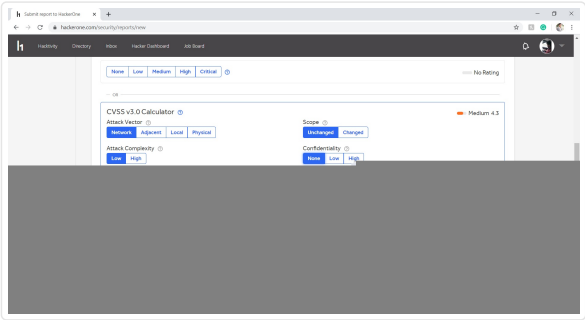 Submit report to HackerOne
hackerone.com/security/reports/new
Hacktivity Directory Inbox Hacker Dashboard Job Board
None Low Medium High Critical
No Rating
OR
CVSS v3.0 Calculator
Medium 4.3
Attack Vector
Scope
Network Adjacent Local Physical
Unchanged Changed
Attack Complexity
Confidentiality
Low High
None Low High